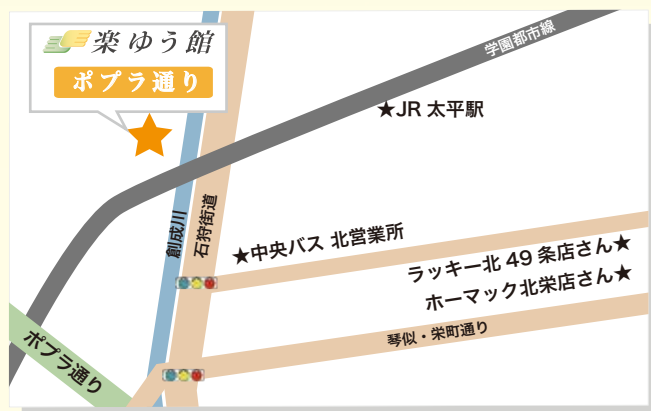 楽ゆう館
ポプラ通り
学園都市線
★JR 太平駅
創成川
石狩街道
★中央バス 北営業所
ラッキー北 49 条店さん★
ホーマック北栄店さん★
琴似・栄町通り
ポプラ通り